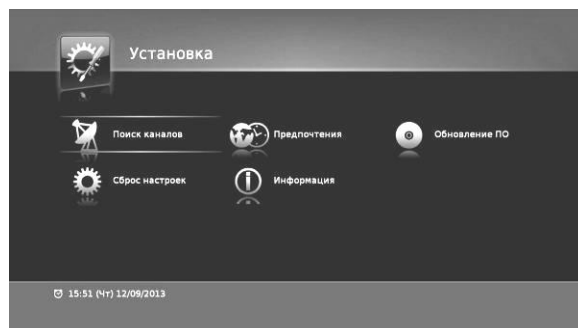 Установка
Поиск каналов Предпочтения Обновление ПО
Сброс настроек Информация
15:51 (Чт) 12/09/2013